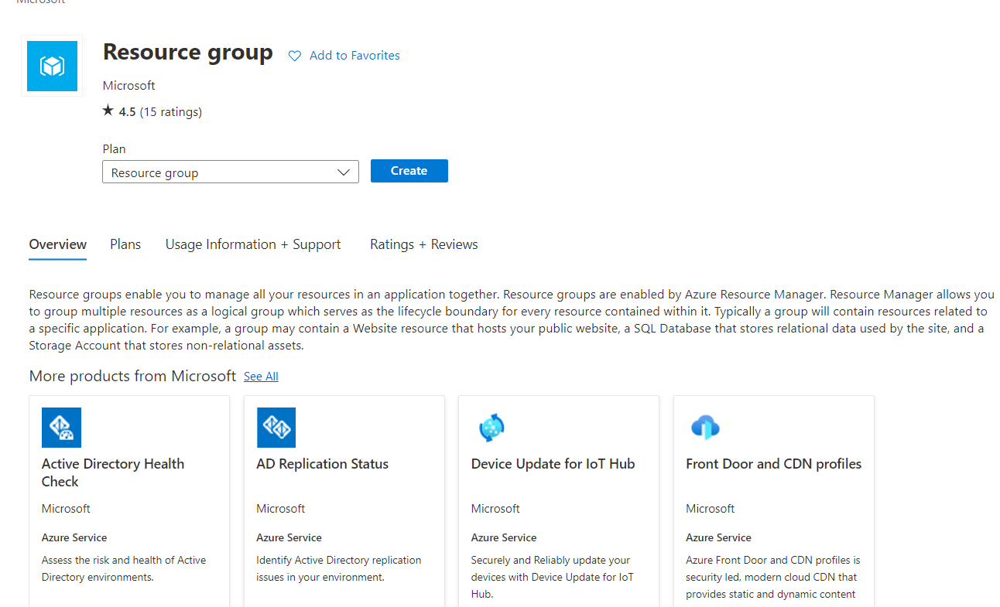 Microsoft
Resource group
Add to Favorites
Microsoft
★ 4.5 (15 ratings)
Plan
Resource group
Create
Overview
Plans
Usage Information + Support
Ratings + Reviews
Resource groups enable you to manage all your resources in an application together. Resource groups are enabled by Azure Resource Manager. Resource Manager allows you
to group multiple resources as a logical group which serves as the lifecycle boundary for every resource contained within it. Typically a group will contain resources related to
a specific application. For example, a group may contain a Website resource that hosts your public website, a SQL Database that stores relational data used by the site, and a
Storage Account that stores non-relational assets.
More products from Microsoft See All
Active Directory Health
Check
Microsoft
Azure Service
Assess the risk and health of Active
Directory environments.
AD Replication Status
Microsoft
Azure Service
Identify Active Directory replication
issues in your environment.
Device Update for IoT Hub
Microsoft
Azure Service
Securely and Reliably update your
devices with Device Update for IoT
Hub.
Front Door and CDN profiles
Microsoft
Azure Service
Azure Front Door and CDN profiles is
security led, modern cloud CDN that
provides static and dynamic content